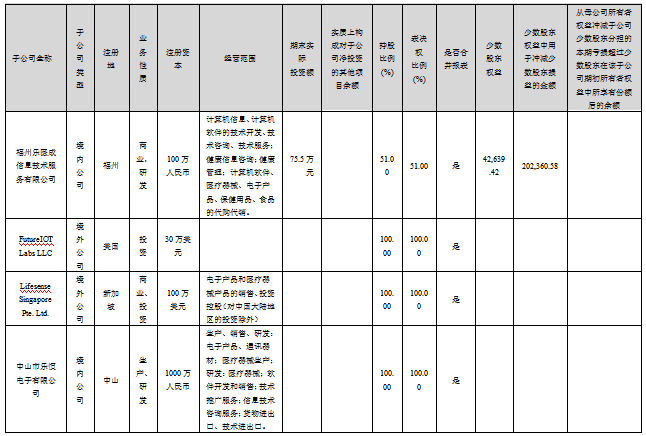 子公司全称
子
公
司
类
型
注册
地
业
务
性
质
注册资
本
经营范围
期末实
际
投资额
实质上构
成对子公
司净投资
的其他项
目余额
持股
比例
(%)
表决
权
比例
(%)
是否合
并报表
少数
股东
权益
少数股东
权益中用
于冲减少
数股东损
益的金额
从母公司所有者
权益冲减子公司
少数股东分担的
本期亏损超过少
数股东在该子公
司期初所有者权
益中所享有份额
后的余额
福州乐医成
信息技术服
务有限公司
境
内
公
司
福州
商
业,
研
发
100 万
人民币
计算机信息、计算机
软件的技术开发、技
术咨询、技术服务;
健康信息咨询;健康
管理; 计算机软件、
医疗器械、电子产
品、保健用品、食品
的代购代销。
75.5 万
元
51.0
0
51.00
是
42,639
.42
202,360.58
FutureIOT
Labs LLC
境
外
公
司
美国
投
资
30 万美
元
100.
00
100.0
0
是
Lifesense
Singapore
Pte. Ltd.
境
外
公
司
新加
坡
商
业、
投
资
100 万
美元
电子产品和医疗器
械产品的销售、投资
控股(对中国大陆地
区的投资除外)
100.
00
100.0
0
是
中山市乐恒
电子有限公
司
境
内
公
司
中山
生
产、
研
发
1000 万
人民币
生产、销售、研发:
电子产品、通讯器
材; 医疗器械生产;
研发: 医疗器械; 软
件开发和销售; 技术
推广服务; 信息技术
咨询服务; 货物进出
口、技术进出口。
100.
00
100.0
0
是